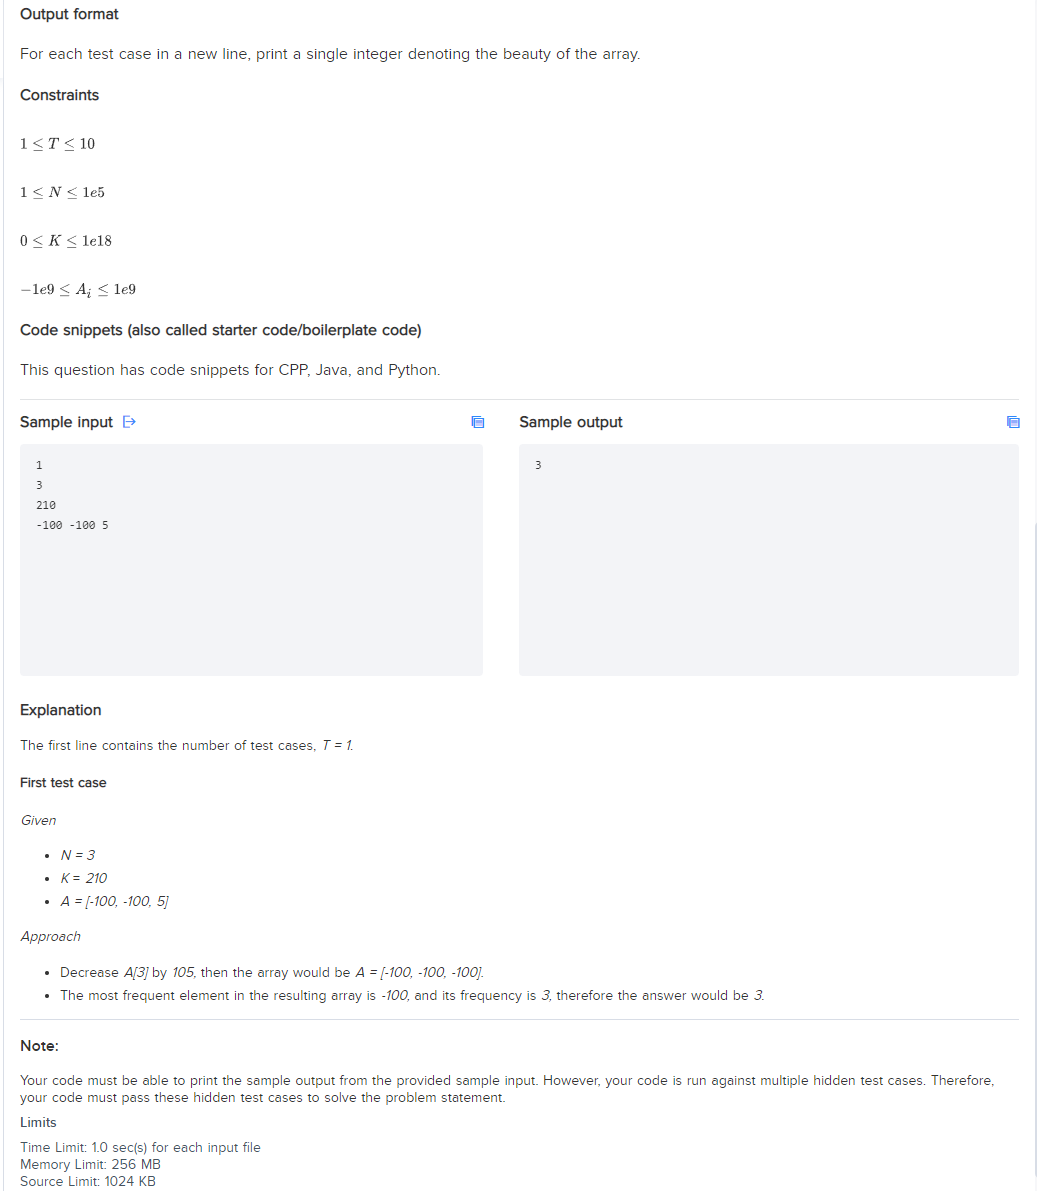 Output format
For each test case in a new line, print a single integer denoting the beauty of the array.
Constraints
1 ≤ T ≤ 10
1 ≤ N ≤ 1e5
0 ≤ K ≤ 1e18
−1e9 ≤ Aᵢ ≤ 1e9
Code snippets (also called starter code/boilerplate code)
This question has code snippets for CPP, Java, and Python.
Sample input
1
3
210
-100 -100 5
Sample output
3
Explanation
The first line contains the number of test cases, T = 1.
First test case
Given
• N = 3
• K = 210
• A = [-100, -100, 5]
Approach
• Decrease A[3] by 105, then the array would be A = [-100, -100, -100].
• The most frequent element in the resulting array is -100, and its frequency is 3, therefore the answer would be 3.
Note:
Your code must be able to print the sample output from the provided sample input. However, your code is run against multiple hidden test cases. Therefore,
your code must pass these hidden test cases to solve the problem statement.
Limits
Time Limit: 1.0 sec(s) for each input file
Memory Limit: 256 MB
Source Limit: 1024 KB